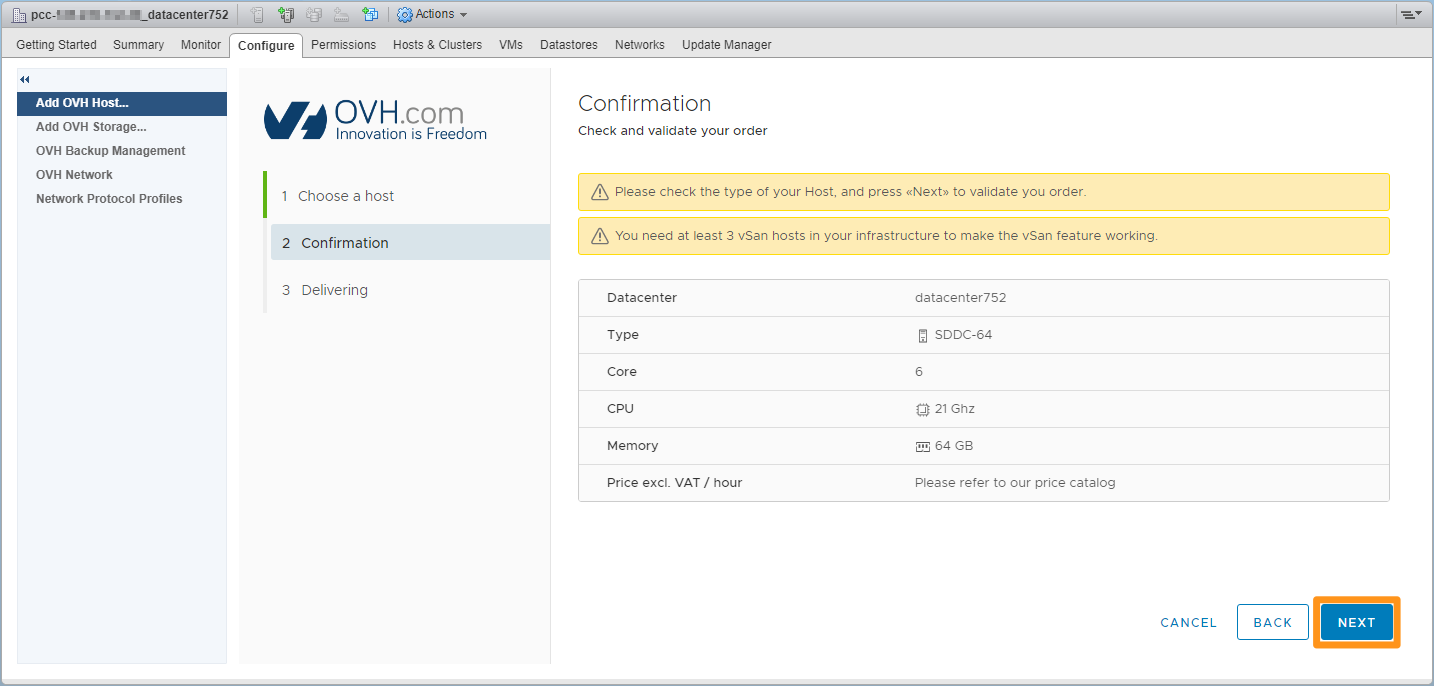 pcc-
_datacenter752
Actions
Getting Started Summary Monitor Configure Permissions Hosts & Clusters VMs Datastores Networks Update Manager
Add OVH Host...
Add OVH Storage...
OVH Backup Management
OVH Network
Network Protocol Profiles
OVH.com
Innovation is Freedom
1 Choose a host
2 Confirmation
3 Delivering
Confirmation
Check and validate your order
Please check the type of your Host, and press «Next» to validate you order.
You need at least 3 vSan hosts in your infrastructure to make the vSan feature working.
Datacenter datacenter752
Type SDDC-64
Core 6
CPU 21 Ghz
Memory 64 GB
Price excl. VAT / hour Please refer to our price catalog
CANCEL BACK NEXT